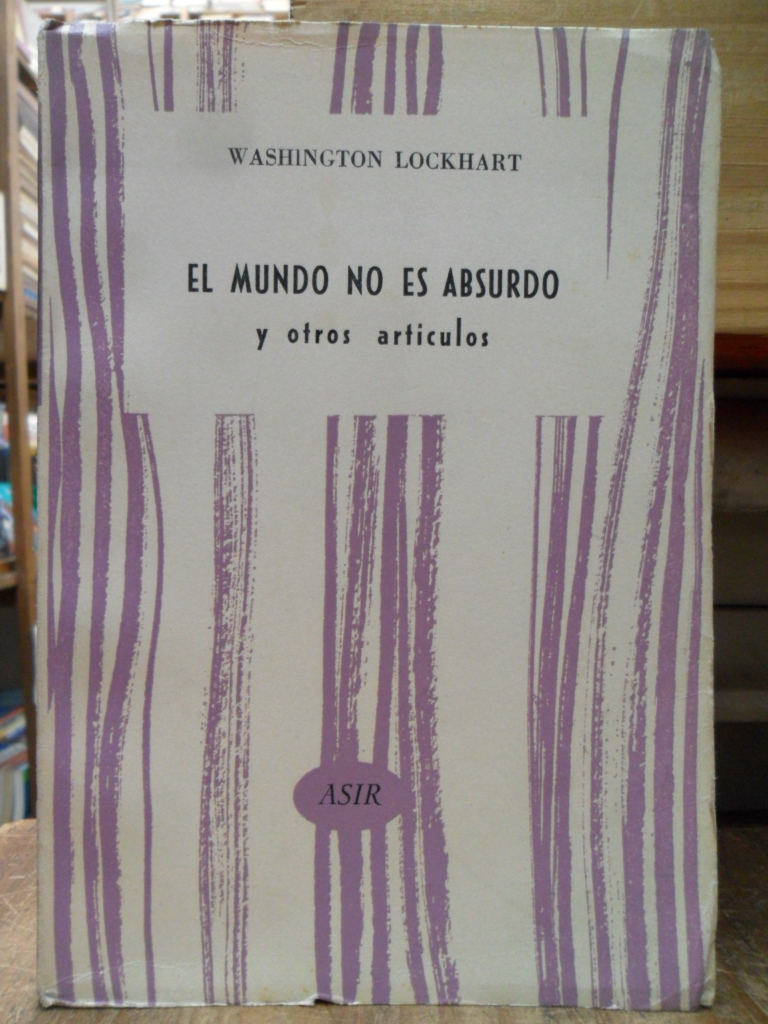 WASHINGTON LOCKHART
EL MUNDO NO ES ABSURDO
y otros articulos
ASIR